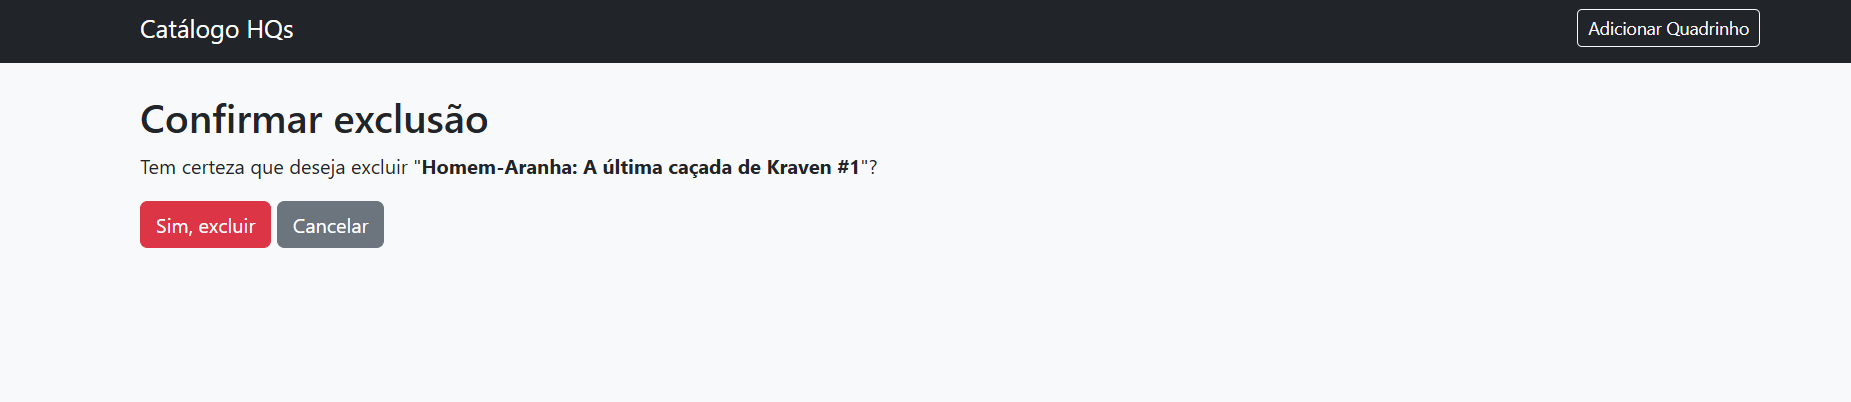 Catálogo HQs
Adicionar Quadrinho
Confirmar exclusão
Tem certeza que deseja excluir "Homem-Aranha: A última caçada de Kraven #1"?
Sim, excluir
Cancelar